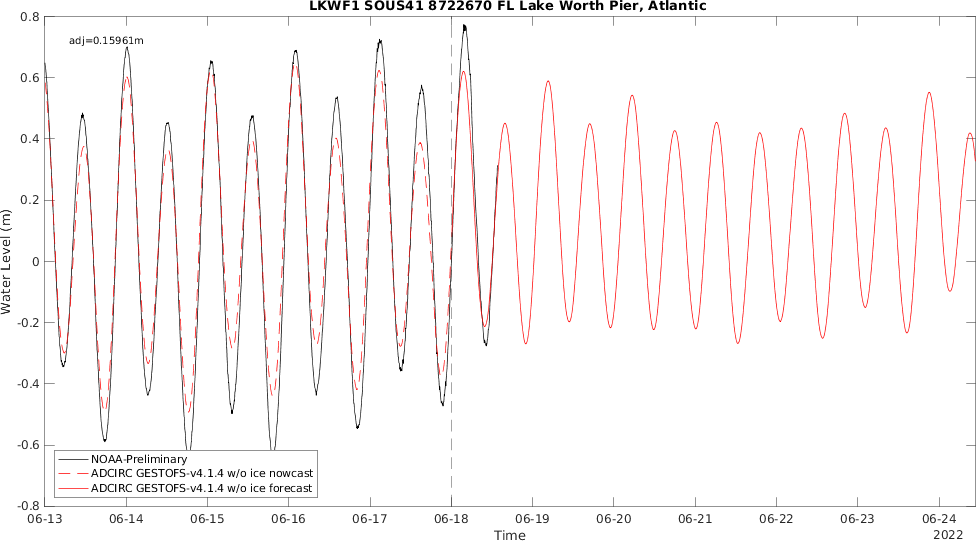 LKWF1 SOUS41 8722670 FL Lake Worth Pier, Atlantic
adj=0.15961m
0.8
0.6
0.4
0.2
0
-0.2
-0.4
-0.6
-0.8
Water Level (m)
NOAA-Preliminary
ADCIRC GESTOFS-v4.1.4 w/o ice nowcast
ADCIRC GESTOFS-v4.1.4 w/o ice forecast
06-13 06-14 06-15 06-16 06-17 06-18 06-19 06-20 06-21 06-22 06-23 06-24
Time
2022